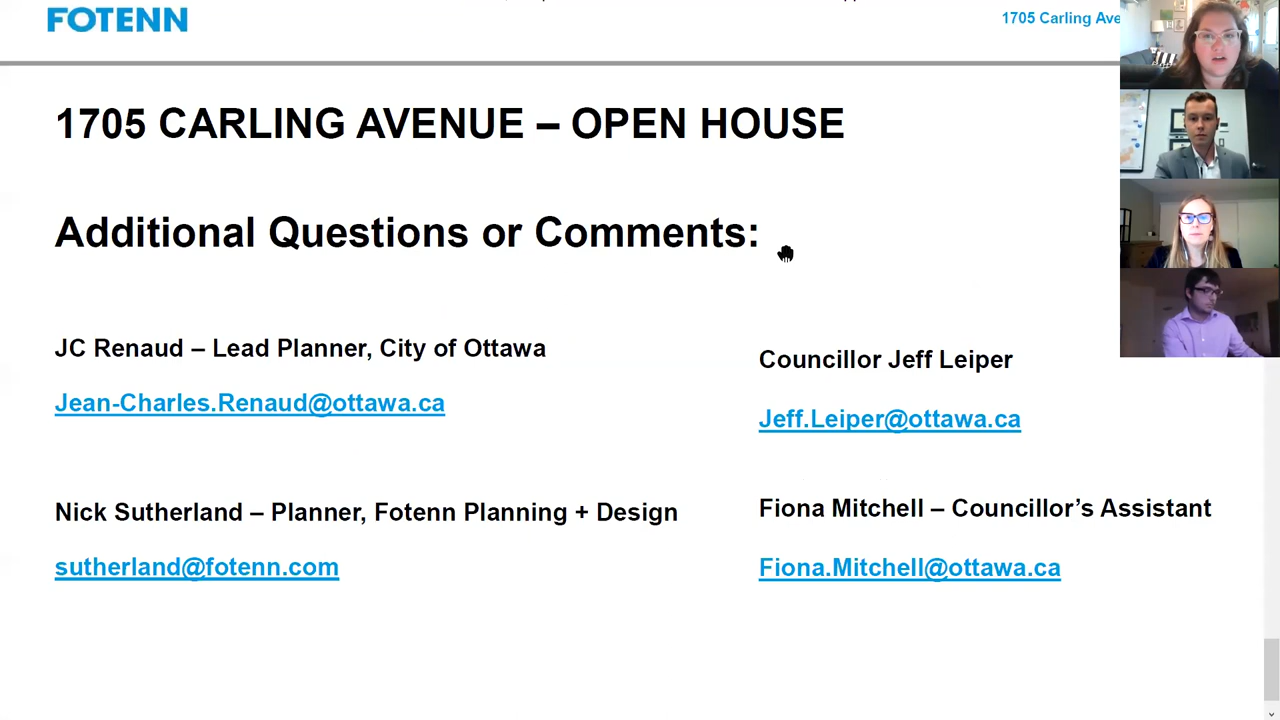 FOTENN
1705 Carling Ave
1705 CARLING AVENUE – OPEN HOUSE
Additional Questions or Comments:
JC Renaud – Lead Planner, City of Ottawa
Jean-Charles.Renaud@ottawa.ca
Councillor Jeff Leiper
Jeff.Leiper@ottawa.ca
Nick Sutherland – Planner, Fotenn Planning + Design
sutherland@fotenn.com
Fiona Mitchell – Councillor’s Assistant
Fiona.Mitchell@ottawa.ca